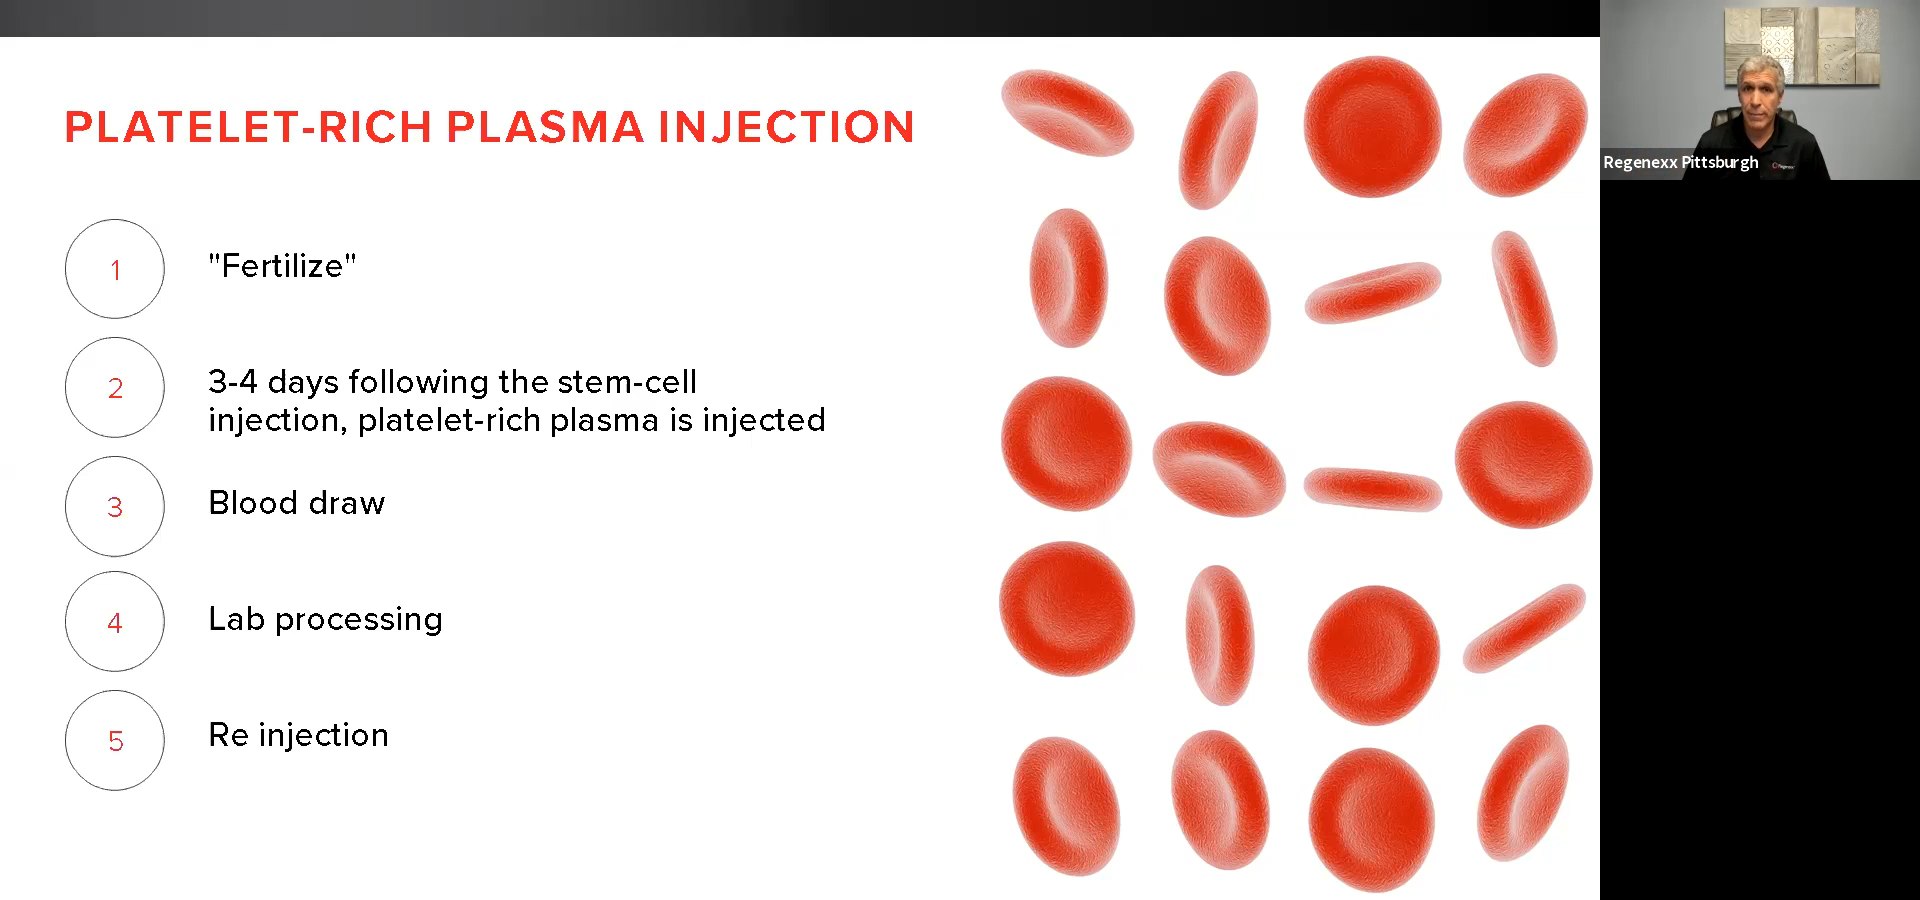 PLATELET-RICH PLASMA INJECTION
1
"Fertilize"
2
3-4 days following the stem-cell
injection, platelet-rich plasma is injected
3
Blood draw
4
Lab processing
5
Re injection
Regenexx Pittsburgh